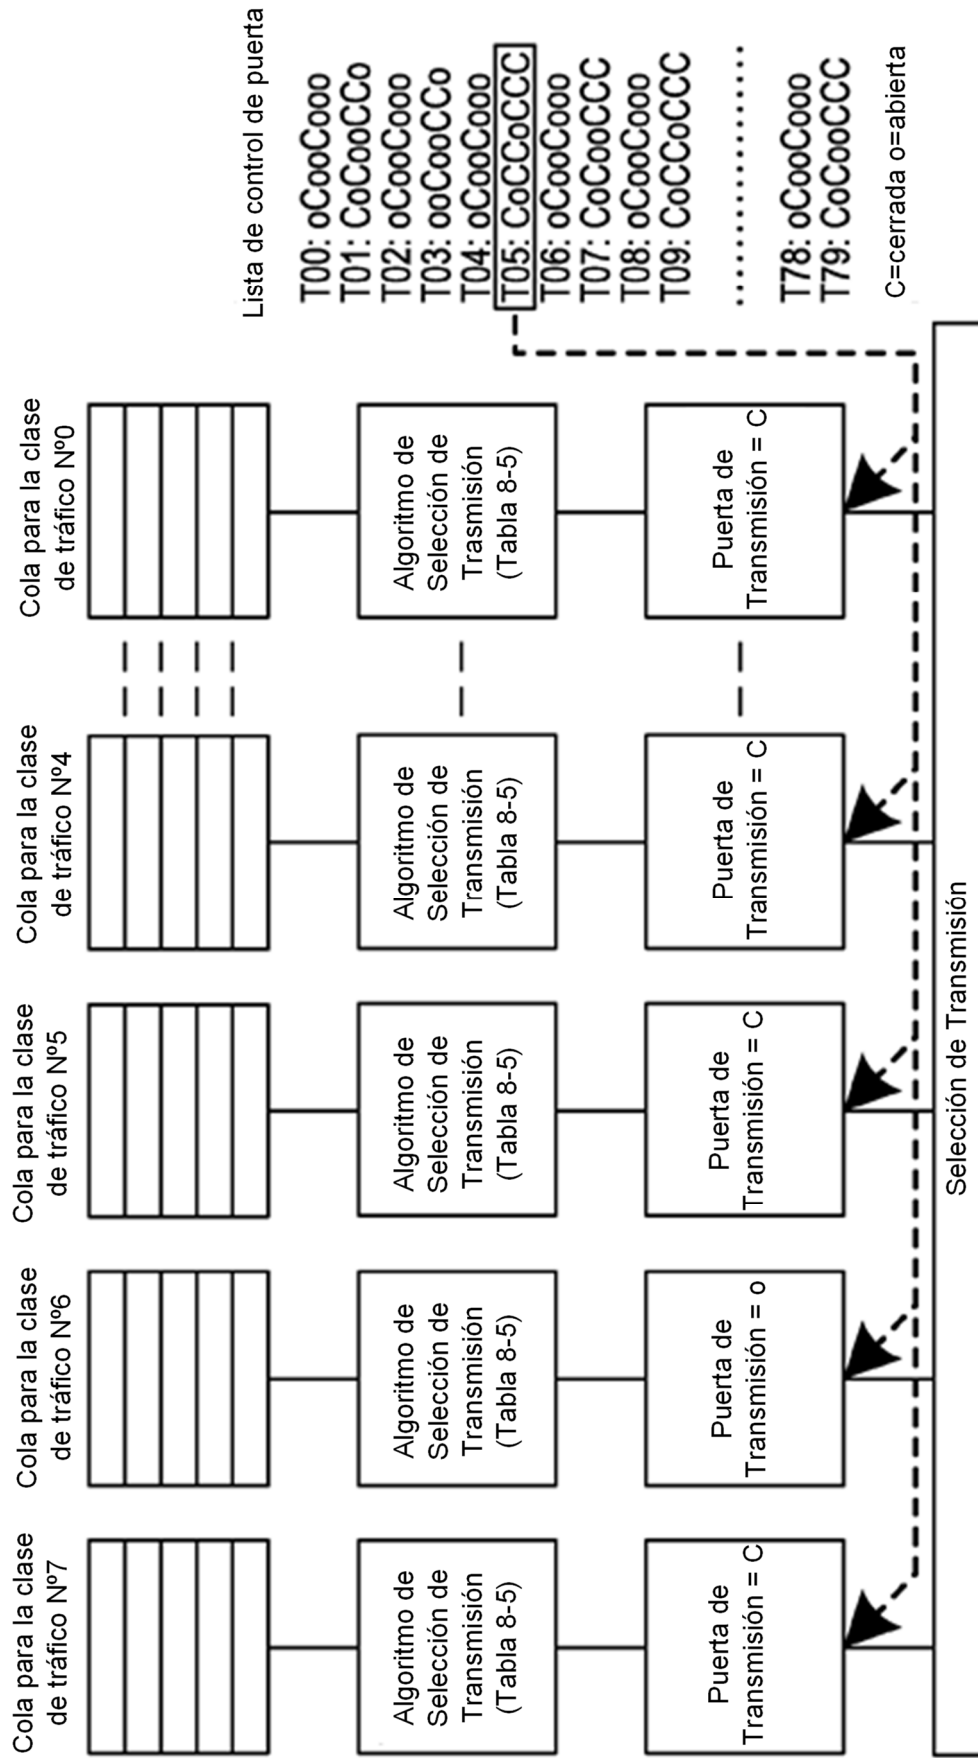 Cola para la clase
de tráfico Nº7
Cola para la clase
de tráfico Nº6
Cola para la clase
de tráfico Nº5
Cola para la clase
de tráfico Nº4
Cola para la clase
de tráfico Nº0
Algoritmo de
Selección de
Transmisión
(Tabla 8-5)
Algoritmo de
Selección de
Transmisión
(Tabla 8-5)
Algoritmo de
Selección de
Transmisión
(Tabla 8-5)
Algoritmo de
Selección de
Transmisión
(Tabla 8-5)
Algoritmo de
Selección de
Trasmisión
(Tabla 8-5)
Puerta de
Transmisión = C
Puerta de
Transmisión = o
Puerta de
Transmisión = C
Puerta de
Transmisión = C
Puerta de
Transmisión = C
Selección de Transmisión
Lista de control de puerta
T00: oCooCooo
T01: CoCooCCo
T02: oCooCooo
T03: ooCooCCo
T04: oCooCooo
T05: CoCCoCCC
T06: oCooCooo
T07: CoCooCCC
T08: oCooCooo
T09: CoCCoCCC
T78: oCooCooo
T79: CoCooCCC
C=cerrada o=abierta